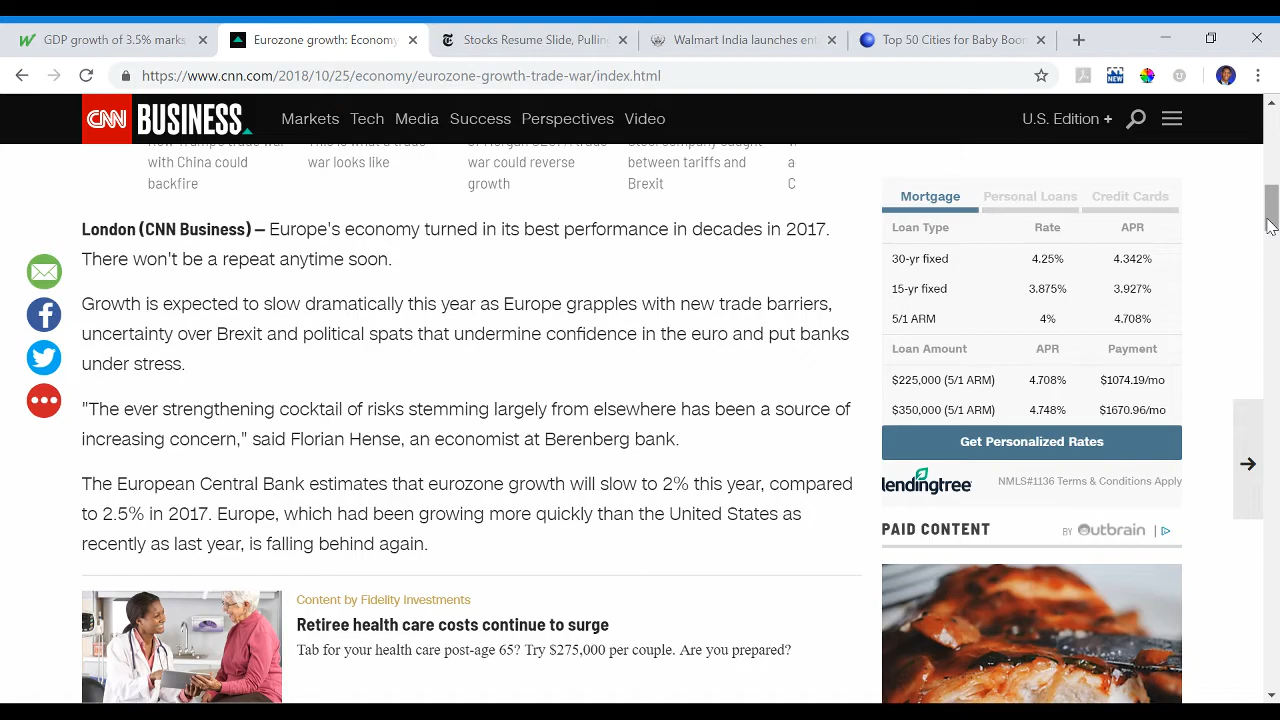 GDP growth of 3.5% marks
Eurozone growth: Economy
Stocks Resume Slide, Pulling
Walmart India launches ent
Top 50 Gifts for Baby Boom
https://www.cnn.com/2018/10/25/economy/eurozone-growth-trade-war/index.html
NEW
CNN BUSINESS
Markets Tech Media Success Perspectives Video
U.S. Edition +
with China could
backfire
war looks like
war could reverse
growth
between tariffs and
Brexit
a
C
London (CNN Business) — Europe's economy turned in its best performance in decades in 2017.
There won't be a repeat anytime soon.
Growth is expected to slow dramatically this year as Europe grapples with new trade barriers,
uncertainty over Brexit and political spats that undermine confidence in the euro and put banks
under stress.
"The ever strengthening cocktail of risks stemming largely from elsewhere has been a source of
increasing concern," said Florian Hense, an economist at Berenberg bank.
The European Central Bank estimates that eurozone growth will slow to 2% this year, compared
to 2.5% in 2017. Europe, which had been growing more quickly than the United States as
recently as last year, is falling behind again.
Content by Fidelity Investments
Retiree health care costs continue to surge
Tab for your health care post-age 65? Try $275,000 per couple. Are you prepared?
Mortgage Personal Loans Credit Cards
Loan Type Rate APR
30-yr fixed 4.25% 4.342%
15-yr fixed 3.875% 3.927%
5/1 ARM 4% 4.708%
Loan Amount APR Payment
$225,000 (5/1 ARM) 4.708% $1074.19/mo
$350,000 (5/1 ARM) 4.748% $1670.96/mo
Get Personalized Rates
lendingtree NMLS#1136 Terms & Conditions Apply
PAID CONTENT BY Outbrain